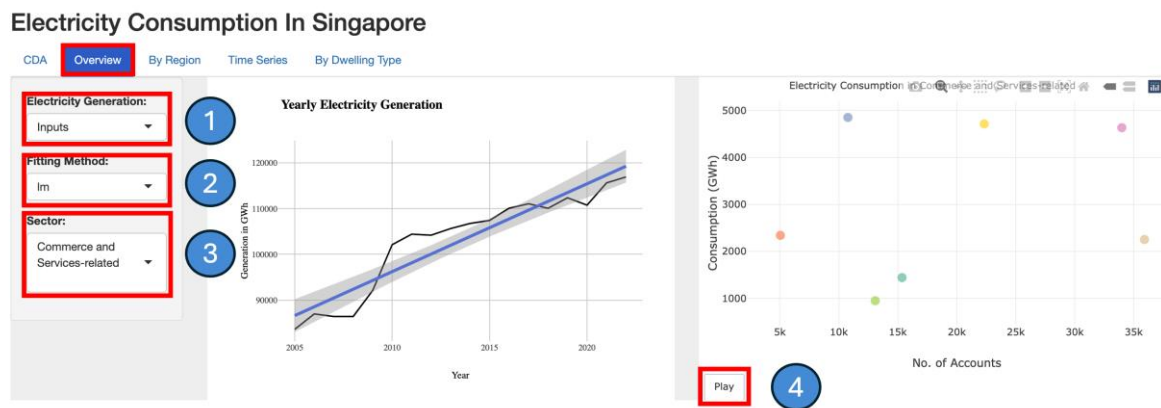 Electricity Consumption In Singapore
CDA Overview By Region Time Series By Dwelling Type
Electricity Generation:
Inputs
1
Fitting Method:
lm
2
Sector:
Commerce and
Services-related
3
Yearly Electricity Generation
Generation in GWh
120000
110000
100000
90000
2005 2010 2015 2020
Year
Electricity Consumption in Commerce and Services-related
Consumption (GWh)
5000
4000
3000
2000
1000
5k 10k 15k 20k 25k 30k 35k
No. of Accounts
Play
4